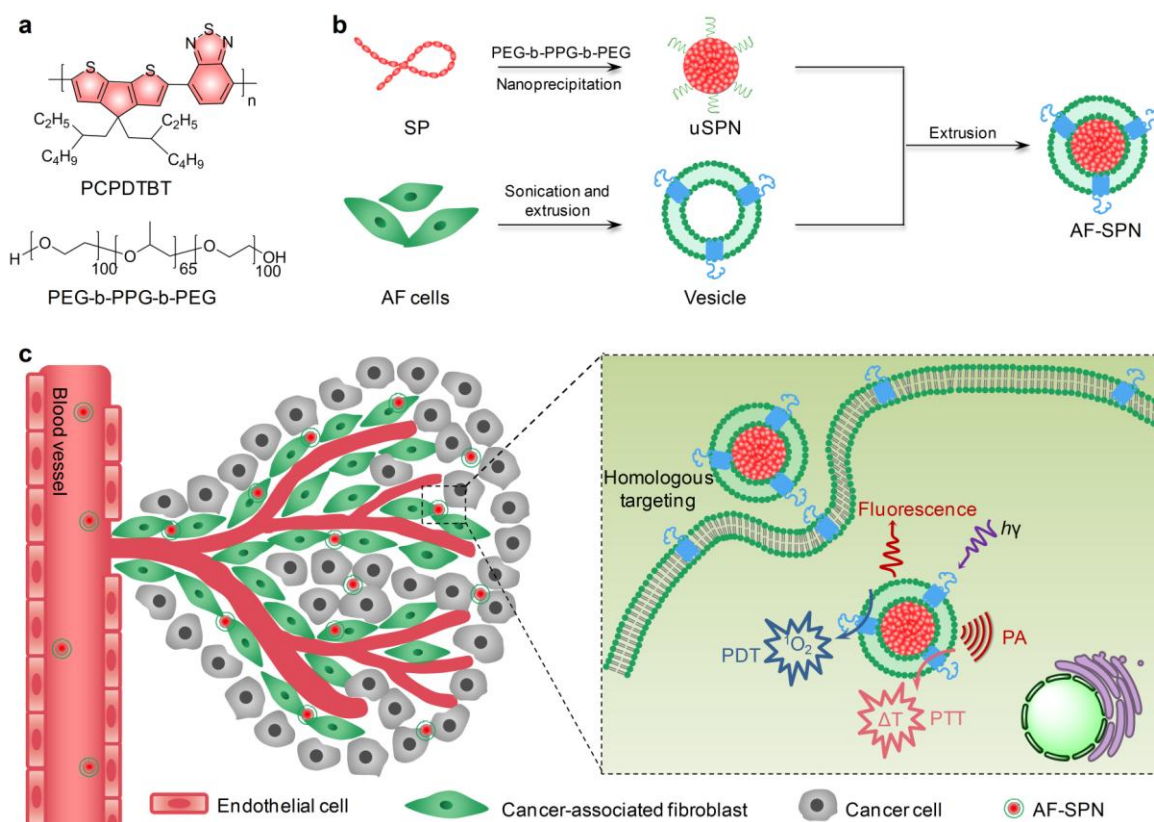 a
S
N
N
S
S
n
C₂H₅
C₂H₅
C₄H₉
C₄H₉
PCPDTBT
H
O
100
O
65
O
OH
100
PEG-b-PPG-b-PEG
b
SP
PEG-b-PPG-b-PEG
Nanoprecipitation
uSPN
AF cells
Sonication and
extrusion
Vesicle
Extrusion
AF-SPN
c
Blood vessel
Homologous
targeting
Fluorescence
hγ
PDT
¹O₂
PA
ΔT
PTT
Endothelial cell
Cancer-associated fibroblast
Cancer cell
AF-SPN